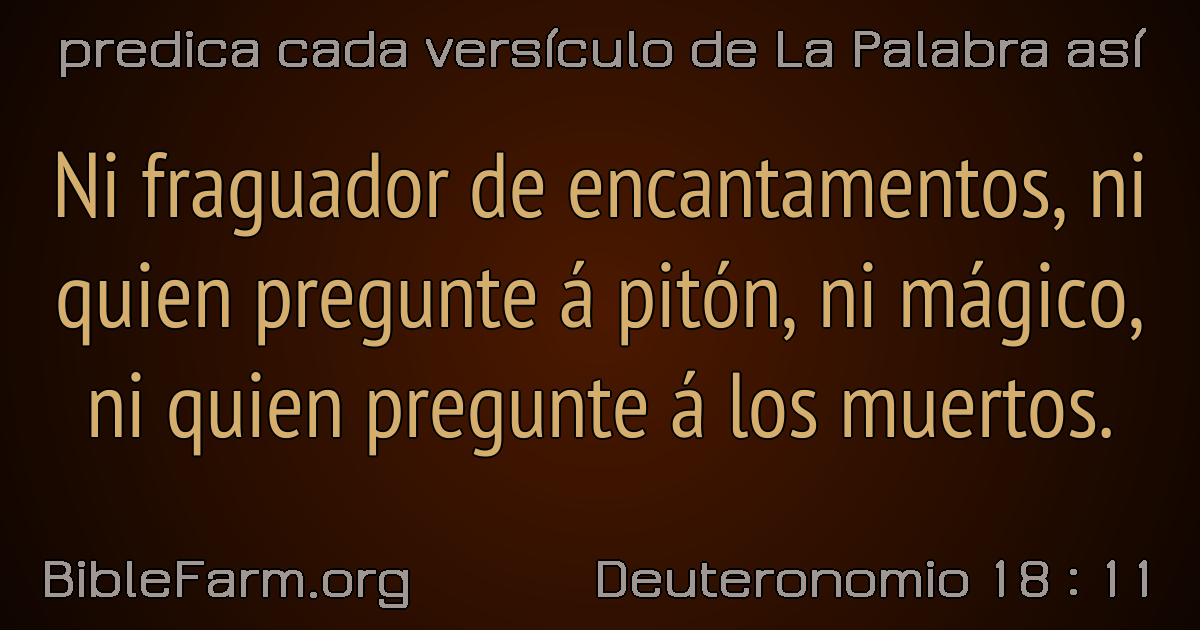 predica cada versículo de La Palabra así
Ni fraguador de encantamentos, ni
quien pregunte á pitón, ni mágico,
ni quien pregunte á los muertos.
BibleFarm.org
Deuteronomio 18 : 11